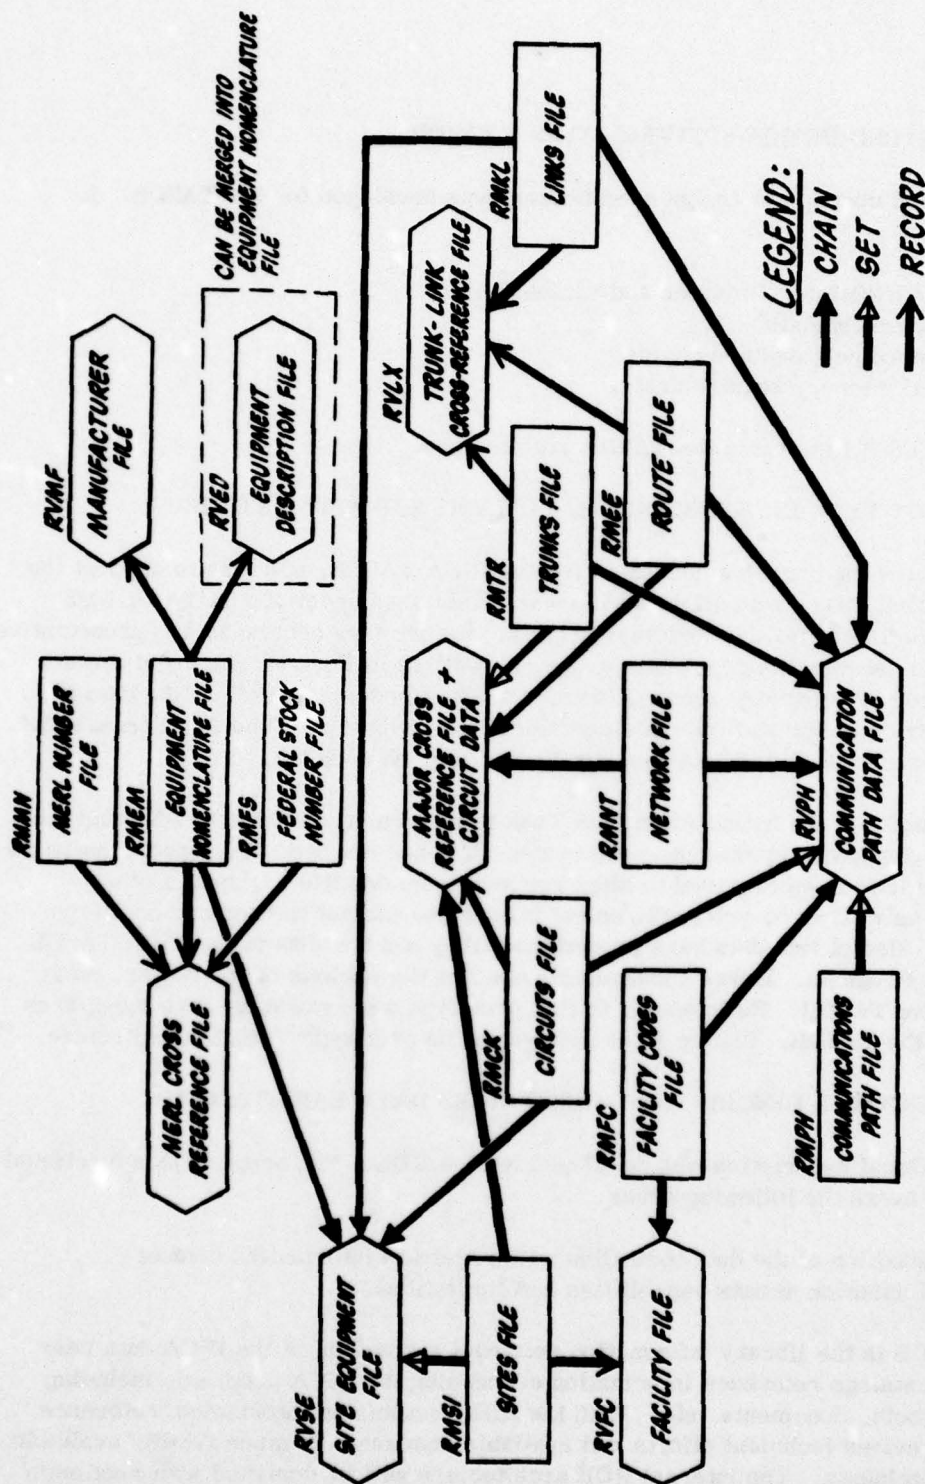 RMMN
MERL NUMBER
FILE
RMEM
EQUIPMENT
NOMENCLATURE FILE
RMFS
FEDERAL STOCK
NUMBER FILE
MERL CROSS
REFERENCE FILE
RVMF
MANUFACTURER
FILE
RVED
EQUIPMENT
DESCRIPTION FILE
CAN BE MERGED INTO
EQUIPMENT NOMENCLATURE
FILE
RVSE
SITE EQUIPMENT
FILE
RMSI
SITES FILE
RVFC
FACILITY FILE
RMCK
CIRCUITS FILE
RMFC
FACILITY CODES
FILE
RMPH
COMMUNICATIONS
PATH FILE
MAJOR CROSS
REFERENCE FILE +
CIRCUIT DATA
RMNT
NETWORK FILE
RVPH
COMMUNICATION
PATH DATA FILE
RVLX
TRUNK-LINK
CROSS-REFERENCE FILE
RMTR
TRUNKS FILE
RMEE
ROUTE FILE
RMKL
LINKS FILE
LEGEND:
CHAIN
SET
RECORD